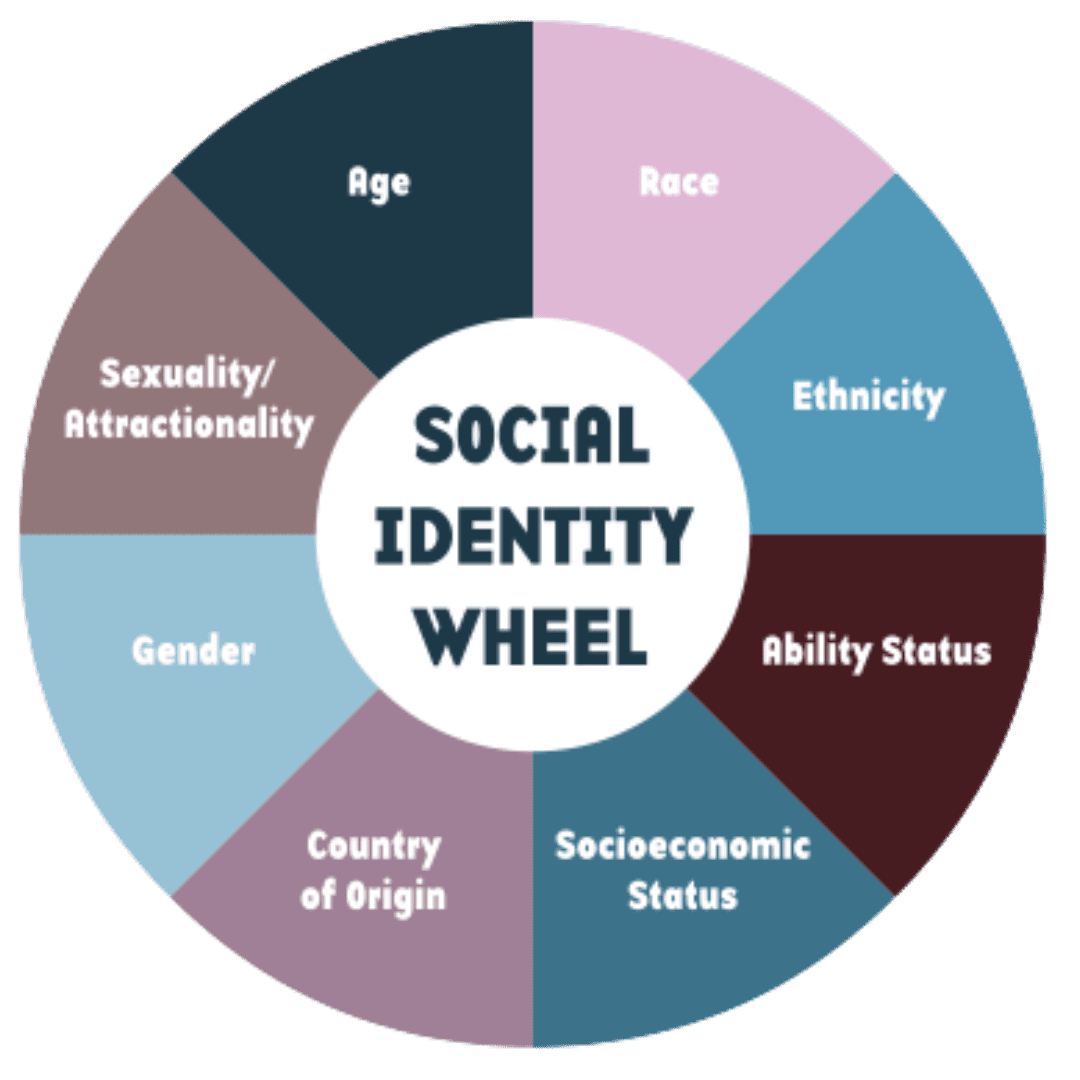 Age
Race
Sexuality/
Attractionality
Ethnicity
SOCIAL
IDENTITY
WHEEL
Gender
Ability Status
Country
of Origin
Socioeconomic
Status